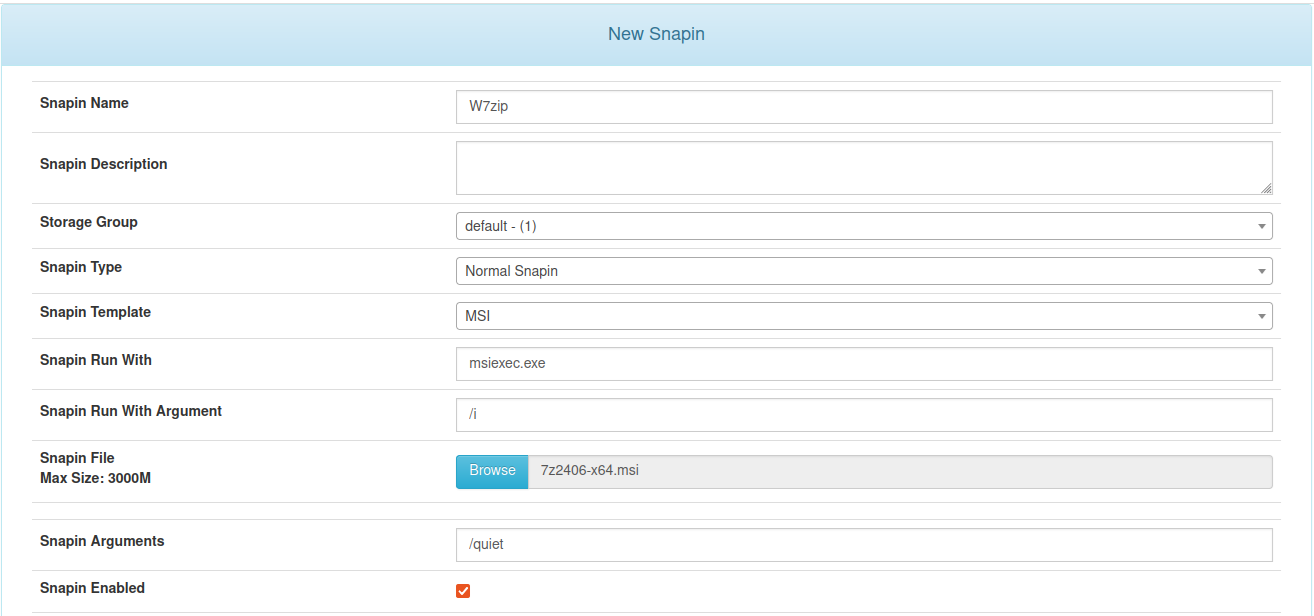 New Snapin
Snapin Name
W7zip
Snapin Description
Storage Group
default - (1)
Snapin Type
Normal Snapin
Snapin Template
MSI
Snapin Run With
msiexec.exe
Snapin Run With Argument
/i
Snapin File
Max Size: 3000M
Browse
7z2406-x64.msi
Snapin Arguments
/quiet
Snapin Enabled